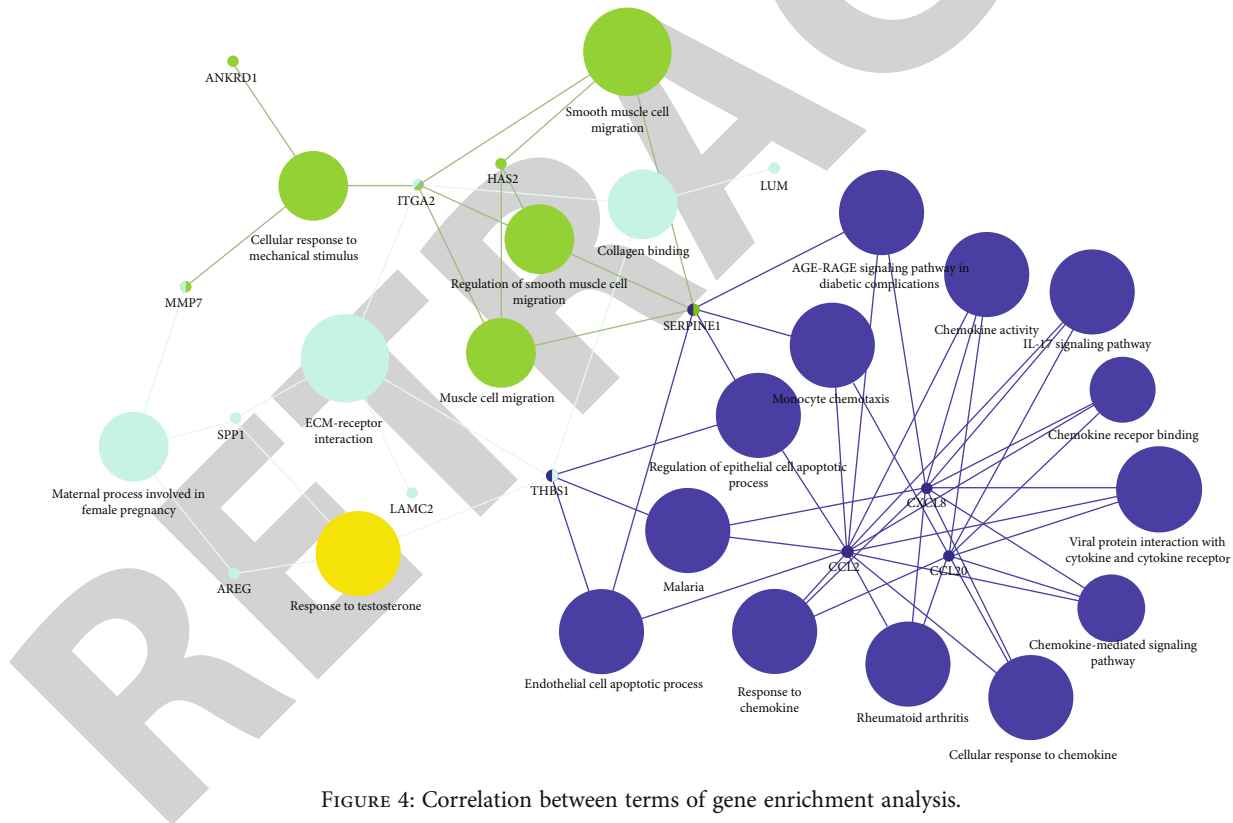 ANKRD1
Smooth muscle cell
migration
HAS2
LUM
ITGA2
Cellular response to
mechanical stimulus
Collagen binding
AGE-RAGE signaling pathway in
diabetic complications
Regulation of smooth muscle cell
migration
MMP7
SERPINE1
Chemokine activity
IL-17 signaling pathway
Muscle cell migration
Monocyte chemotaxis
ECM-receptor
interaction
SPP1
Chemokine recepor binding
Regulation of epithelial cell apoptotic
process
Maternal process involved in
female pregnancy
THBS1
LAMC2
CXCL8
Viral protein interaction with
cytokine and cytokine receptor
CCL2
CCL20
Malaria
AREG
Response to testosterone
Chemokine-mediated signaling
pathway
Endothelial cell apoptotic process
Response to
chemokine
Rheumatoid arthritis
Cellular response to chemokine
FIGURE 4: Correlation between terms of gene enrichment analysis.